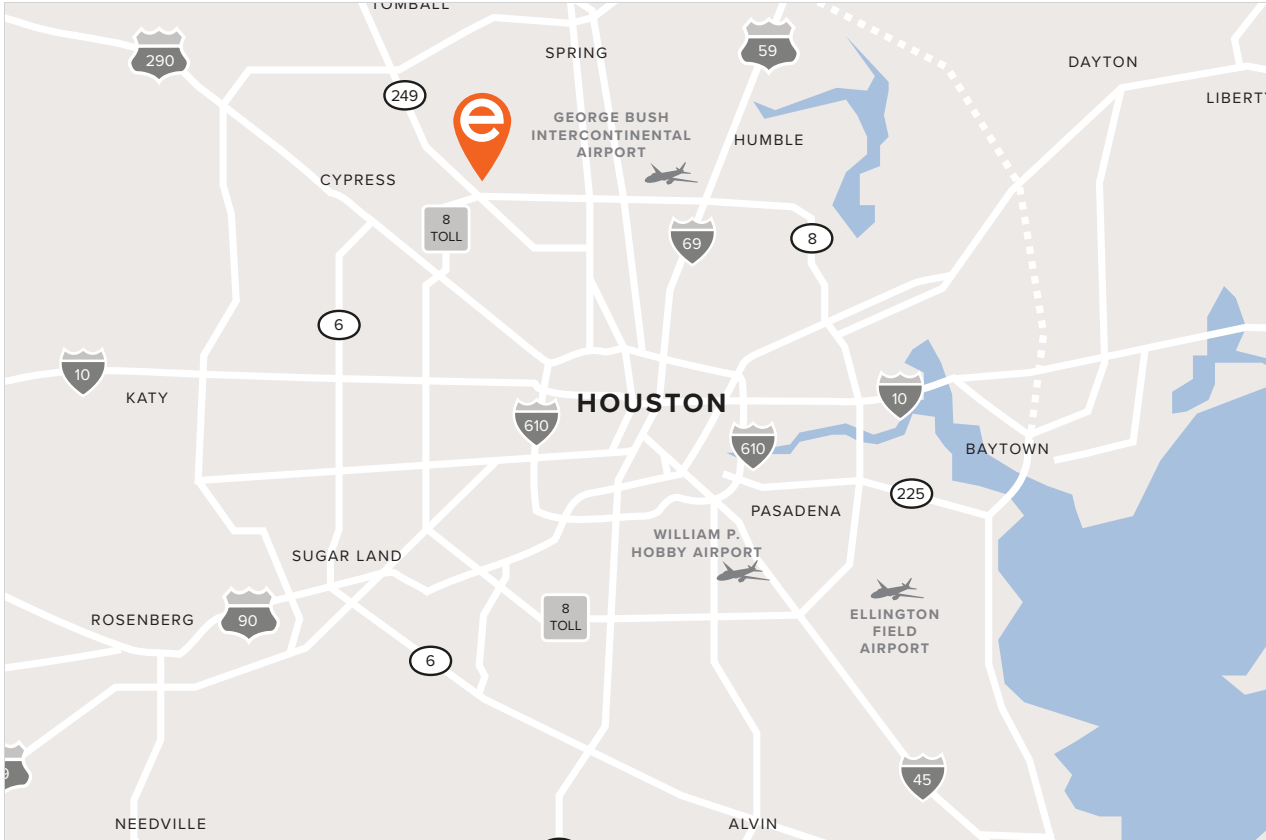 TOMBALL
290
SPRING
59
DAYTON
249
LIBERTY
e
GEORGE BUSH
INTERCONTINENTAL
AIRPORT
HUMBLE
CYPRESS
8
TOLL
69
8
6
10
KATY
HOUSTON
10
610
610
BAYTOWN
225
PASADENA
WILLIAM P.
HOBBY AIRPORT
SUGAR LAND
ROSENBERG
90
8
TOLL
ELLINGTON
FIELD
AIRPORT
6
9
45
NEEDVILLE
ALVIN